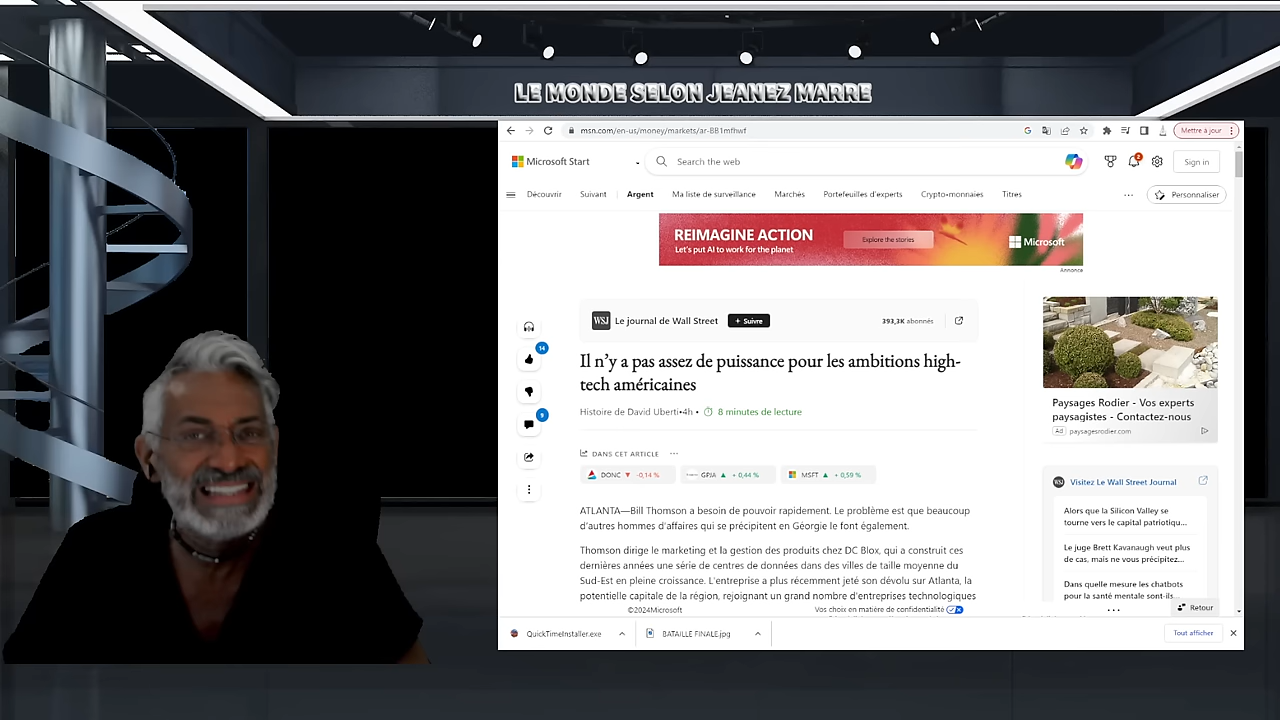 LE MONDE SELON JEANEZ MARRE
msn.com/en-us/money/markets/ar-BB1mfhwf
Mettre à jour
Microsoft Start
Search the web
2
Sign in
Découvrir
Suivant
Argent
Ma liste de surveillance
Marchés
Portefeuilles d'experts
Crypto-monnaies
Titres
Personnaliser
REIMAGINE ACTION
Let's put AI to work for the planet
Explore the stories
Microsoft
Annonce
WSJ
Le journal de Wall Street
+ Suivre
393,3K abonnés
14
9
Il n'y a pas assez de puissance pour les ambitions high-
tech américaines
Histoire de David Uberti•4h •
8 minutes de lecture
DANS CET ARTICLE
DONC ▼ -0,14 %
GPJA ▲ + 0,44 %
MSFT ▲ + 0,59 %
ATLANTA—Bill Thomson a besoin de pouvoir rapidement. Le problème est que beaucoup
d'autres hommes d'affaires qui se précipitent en Géorgie le font également.
Thomson dirige le marketing et la gestion des produits chez DC Blox, qui a construit ces
dernières années une série de centres de données dans des villes de taille moyenne du
Sud-Est en pleine croissance. L'entreprise a plus récemment jeté son dévolu sur Atlanta, la
potentielle capitale de la région, rejoignant un grand nombre d'entreprises technologiques
©2024Microsoft
Vos choix en matière de confidentialité
Paysages Rodier - Vos experts
paysagistes - Contactez-nous
Ad
paysagesrodier.com
WSJ
Visitez Le Wall Street Journal
Alors que la Silicon Valley se
tourne vers le capital patriotiqu...
Le juge Brett Kavanaugh veut plus
de cas, mais ne vous précipitez...
Dans quelle mesure les chatbots
pour la santé mentale sont-ils
Retour
QuickTimeInstaller.exe
BATAILLE FINALE.jpg
Tout afficher